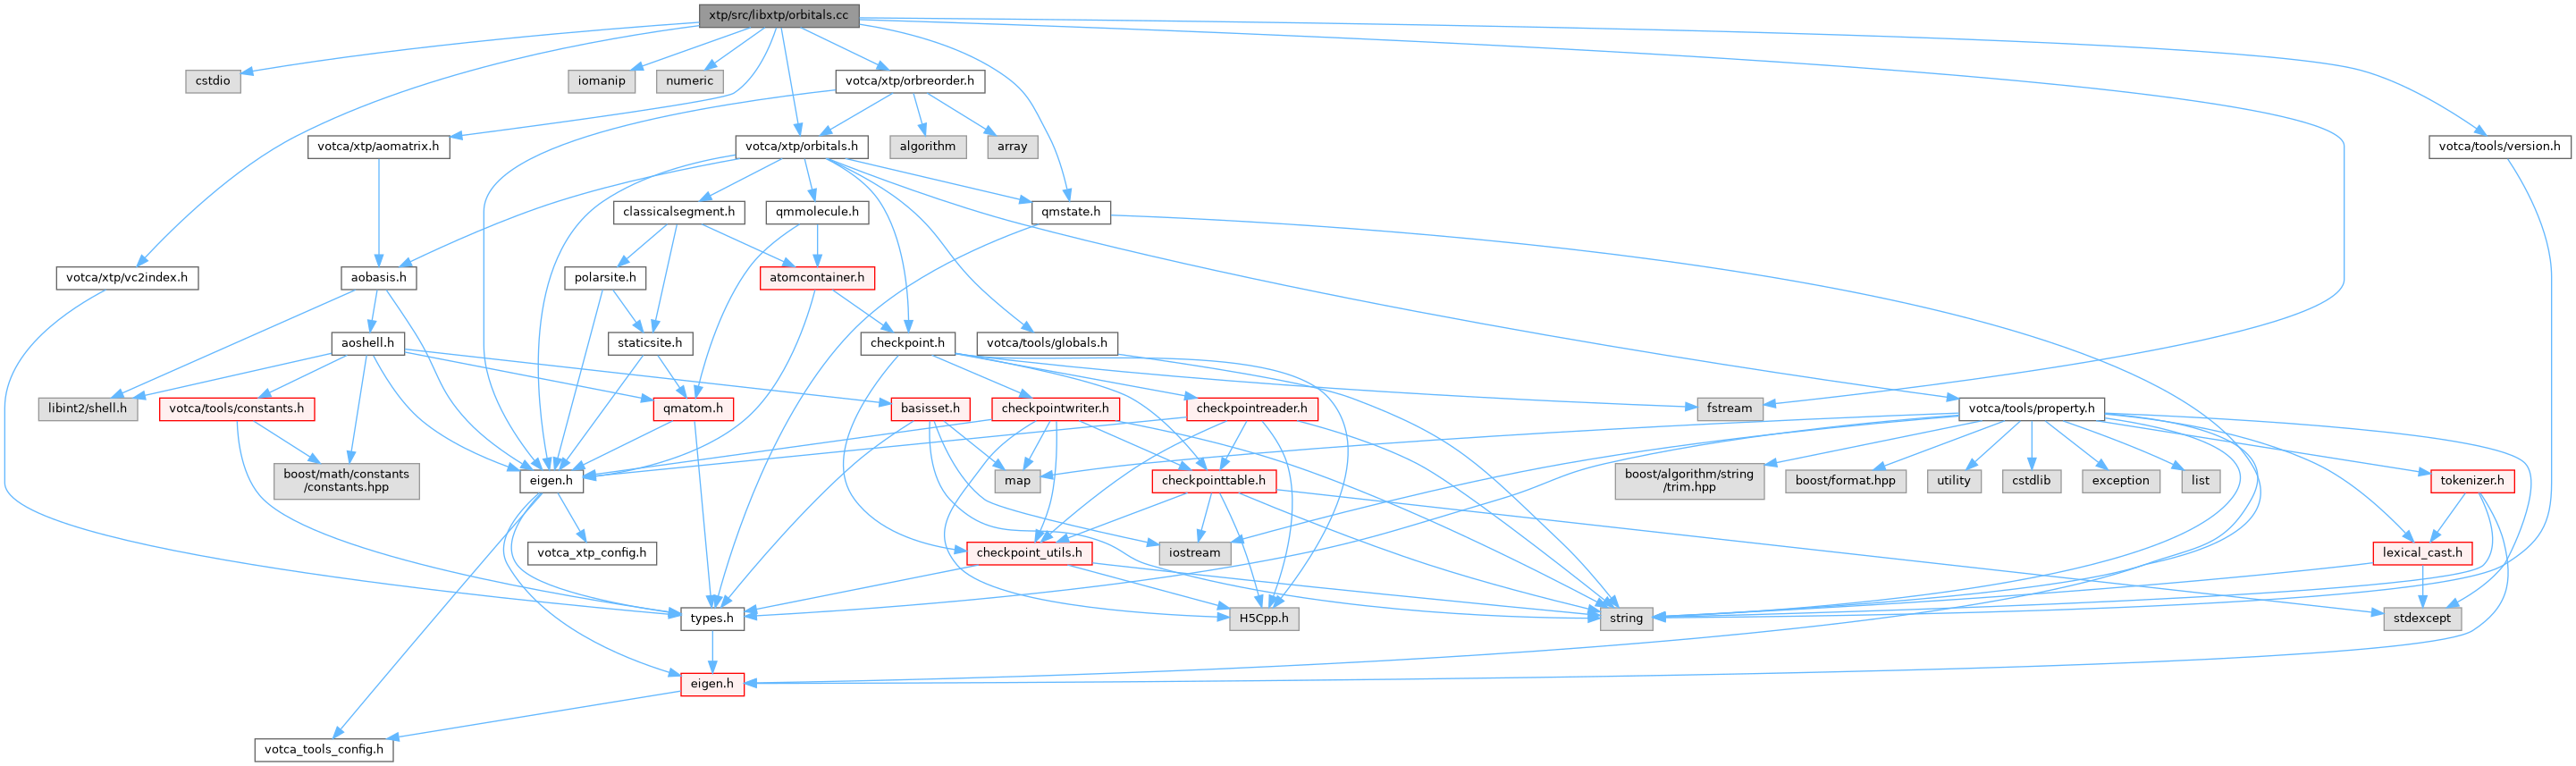 xtp/src/libxtp/orbitals.cc
cstdio
iomanip
numeric
votca/xtp/orbreorder.h
votca/xtp/aomatrix.h
votca/xtp/orbitals.h
algorithm
array
votca/tools/version.h
classicalsegment.h
qmmolecule.h
qmstate.h
votca/xtp/vc2index.h
aobasis.h
polarsite.h
atomcontainer.h
aoshell.h
staticsite.h
checkpoint.h
votca/tools/globals.h
libint2/shell.h
votca/tools/constants.h
qmatom.h
basisset.h
checkpointwriter.h
checkpointreader.h
fstream
votca/tools/property.h
boost/math/constants
/constants.hpp
eigen.h
map
checkpointtable.h
boost/algorithm/string
/trim.hpp
boost/format.hpp
utility
cstdlib
exception
list
tokenizer.h
votca_xtp_config.h
checkpoint_utils.h
iostream
lexical_cast.h
types.h
H5Cpp.h
string
stdexcept
eigen.h
votca_tools_config.h